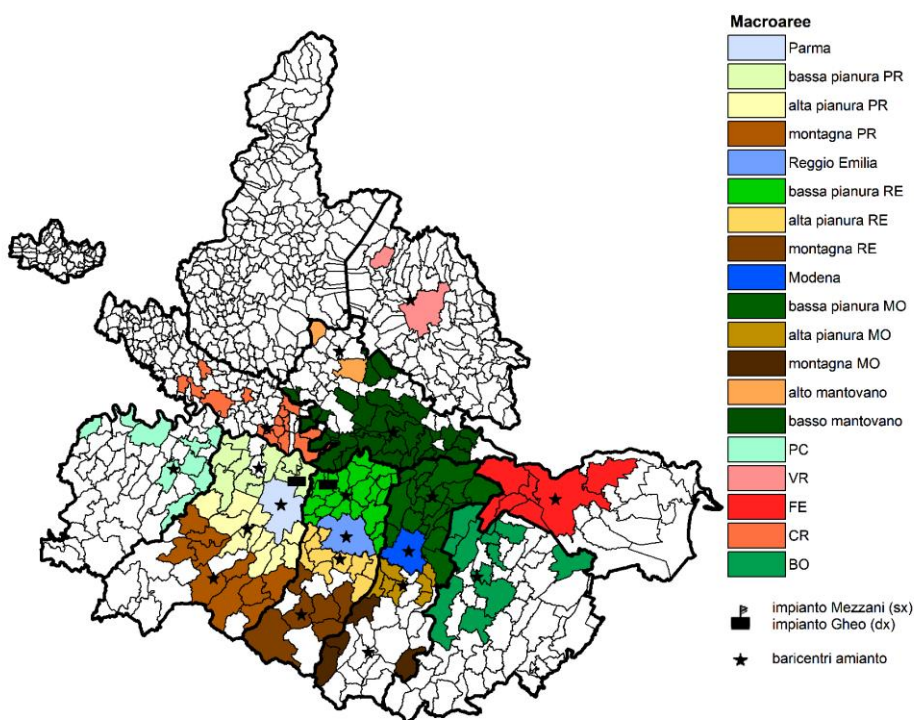 Macroaree
Parma
bassa pianura PR
alta pianura PR
montagna PR
Reggio Emilia
bassa pianura RE
alta pianura RE
montagna RE
Modena
bassa pianura MO
alta pianura MO
montagna MO
alto mantovano
basso mantovano
PC
VR
FE
CR
BO
impianto Mezzani (sx)
impianto Gheo (dx)
baricentri amianto